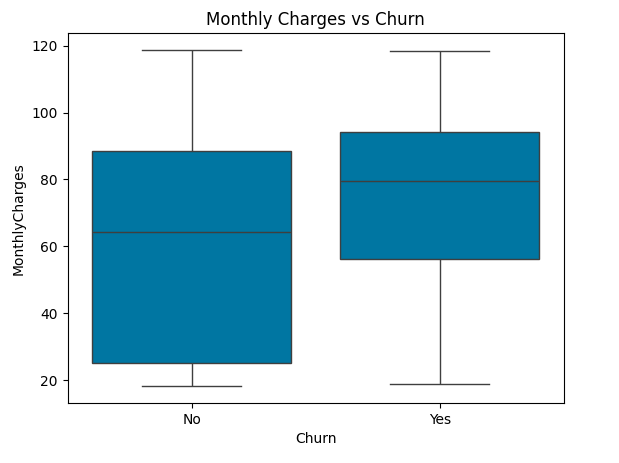 Monthly Charges vs Churn
120
100
80
60
40
20
MonthlyCharges
No
Yes
Churn